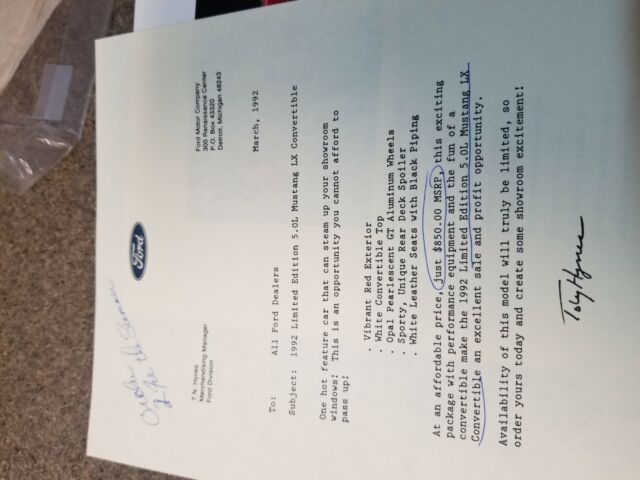 Ford
Order
for the Summer
T.N. Hynes
Merchandising Manager
Ford Division
Ford Motor Company
300 Renaissance Center
P.O. Box 43320
Detroit, Michigan 48243
March, 1992
To: All Ford Dealers
Subject: 1992 Limited Edition 5.0L Mustang LX Convertible
One hot feature car that can steam up your showroom
windows! This is an opportunity you cannot afford to
pass up!
. Vibrant Red Exterior
. White Convertible Top
. Opal Pearlescent GT Aluminum Wheels
. Sporty, Unique Rear Deck Spoiler
. White Leather Seats with Black Piping
At an affordable price, just $850.00 MSRP, this exciting
package with performance equipment and the fun of a
convertible make the 1992 Limited Edition 5.0L Mustang LX
Convertible an excellent sale and profit opportunity.
Availability of this model will truly be limited, so
order yours today and create some showroom excitement!
Toby Hynes